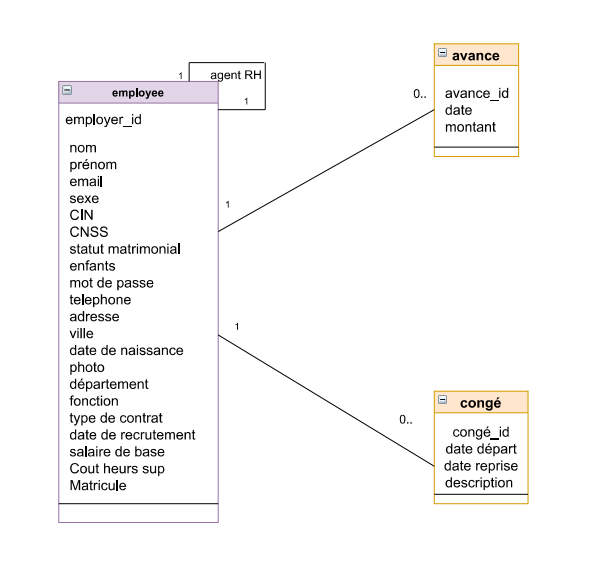 1
agent RH
1
employee
employer_id
nom
prénom
email
sexe
CIN
CNSS
statut matrimonial
enfants
mot de passe
telephone
adresse
ville
date de naissance
photo
département
fonction
type de contrat
date de recrutement
salaire de base
Cout heurs sup
Matricule
1
0..
avance
avance_id
date
montant
1
0..
congé
congé_id
date départ
date reprise
description